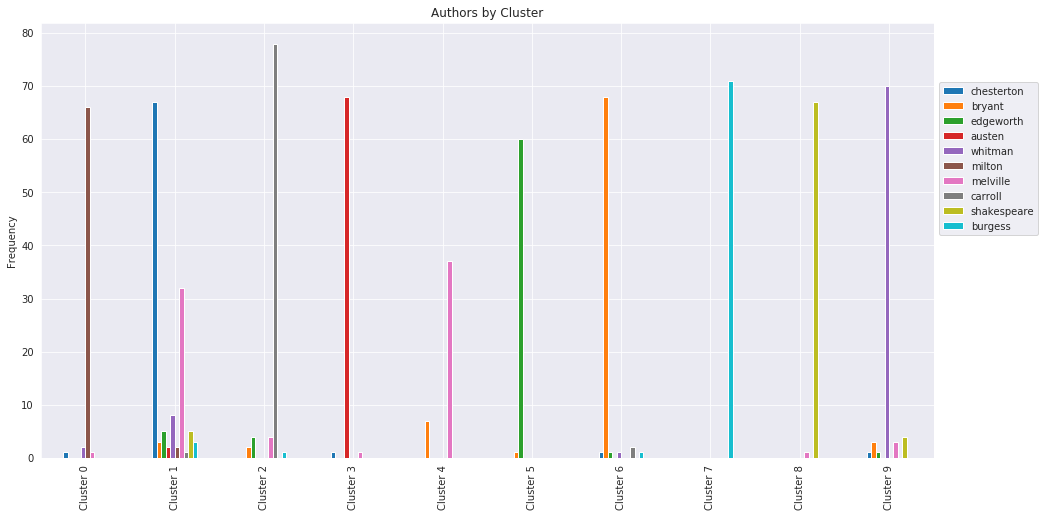 Authors by Cluster
80
70
60
50
40
30
20
10
0
Frequency
Cluster 0
Cluster 1
Cluster 2
Cluster 3
Cluster 4
Cluster 5
Cluster 6
Cluster 7
Cluster 8
Cluster 9
chesterton
bryant
edgeworth
austen
whitman
milton
melville
carroll
shakespeare
burgess